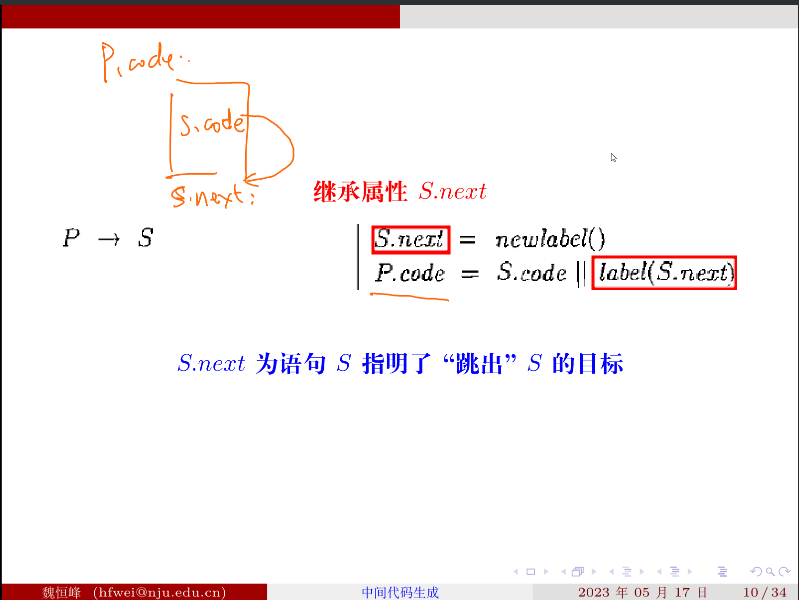 P.code..
S.code
S.next:
继承属性 S.next
P → S
S.next = newlabel()
P.code = S.code || label(S.next)
S.next 为语句 S 指明了 “跳出” S 的目标
魏恒峰 (hfwei@nju.edu.cn)
中间代码生成
2023 年 05 月 17 日
10 / 34